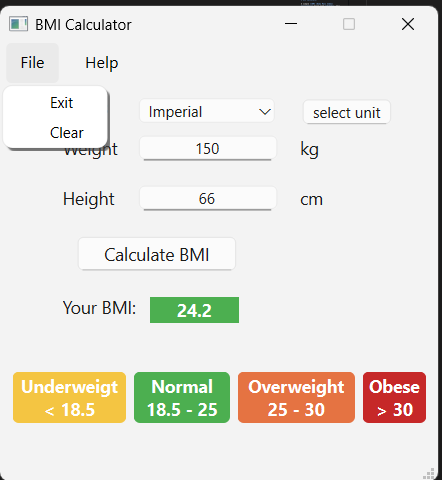 BMI Calculator
File Help
Exit
Clear
Imperial select unit
Weight 150 kg
Height 66 cm
Calculate BMI
Your BMI: 24.2
Underweigt Normal Overweight Obese
< 18.5 18.5 - 25 25 - 30 > 30